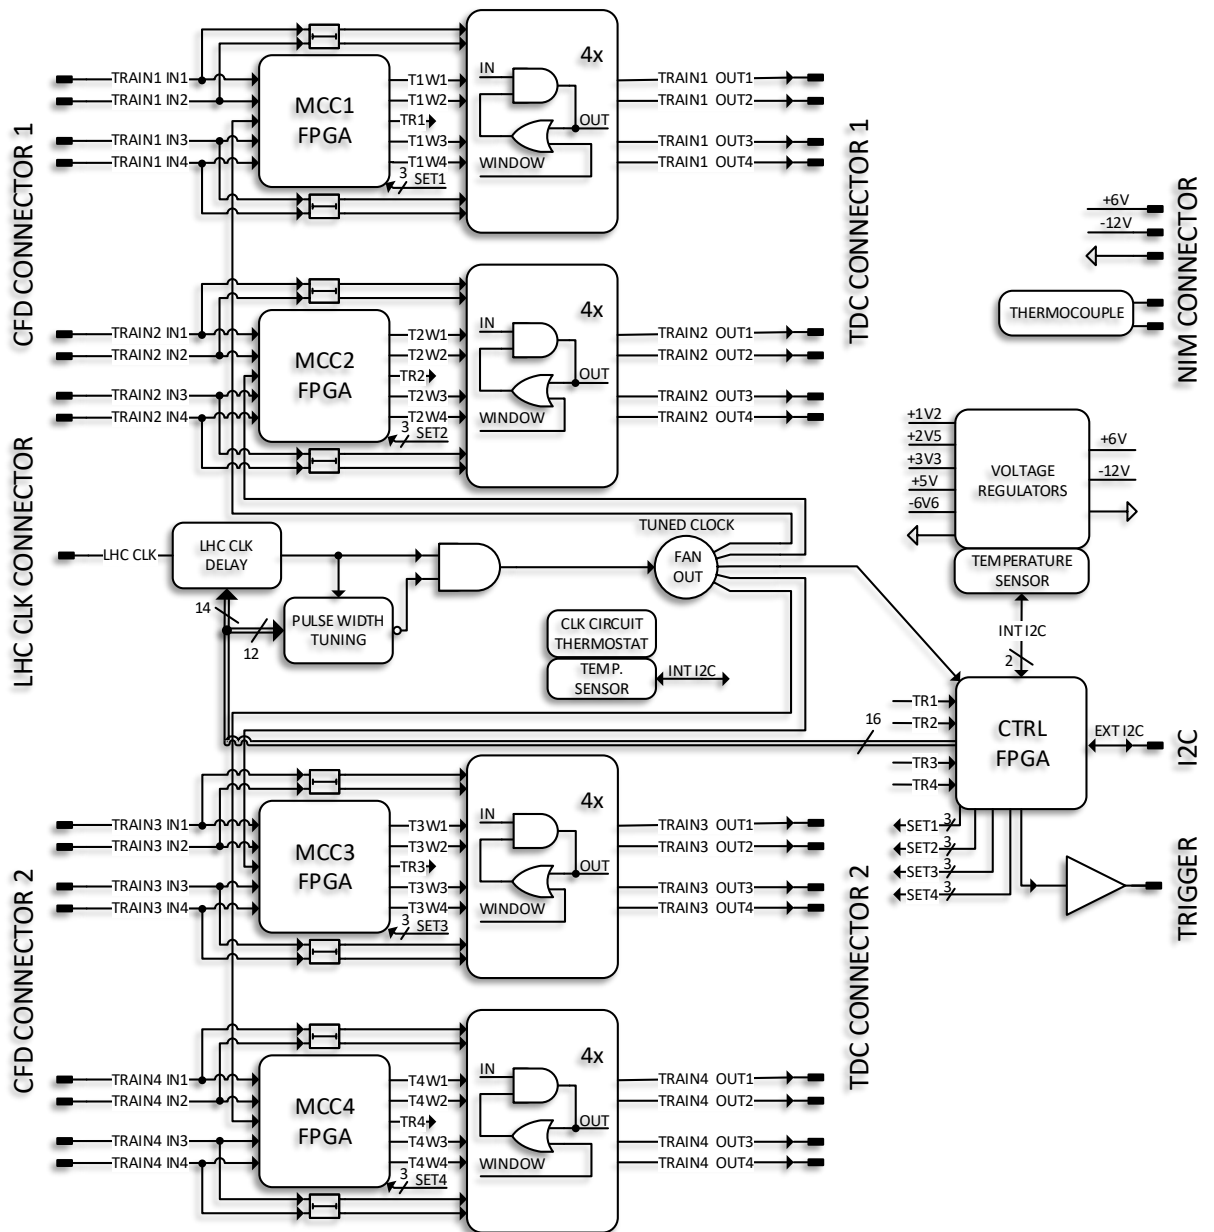 CFD CONNECTOR 1
TRAIN1 IN1
TRAIN1 IN2
TRAIN1 IN3
TRAIN1 IN4
MCC1
FPGA
T1W1
T1W2
TR1
T1W3
T1W4
3
SET1
4x
IN
OUT
WINDOW
TRAIN1 OUT1
TRAIN1 OUT2
TRAIN1 OUT3
TRAIN1 OUT4
TDC CONNECTOR 1
TRAIN2 IN1
TRAIN2 IN2
TRAIN2 IN3
TRAIN2 IN4
MCC2
FPGA
T2W1
T2W2
TR2
T2W3
T2W4
3
SET2
4x
IN
OUT
WINDOW
TRAIN2 OUT1
TRAIN2 OUT2
TRAIN2 OUT3
TRAIN2 OUT4
NIM CONNECTOR
+6V
-12V
THERMOCOUPLE
+1V2
+2V5
+3V3
+5V
-6V6
VOLTAGE
REGULATORS
+6V
-12V
TEMPERATURE
SENSOR
INT I2C
2
LHC CLK CONNECTOR
LHC CLK
LHC CLK
DELAY
14
12
PULSE WIDTH
TUNING
TUNED CLOCK
FAN
OUT
CLK CIRCUIT
THERMOSTAT
TEMP.
SENSOR
INT I2C
16
TR1
TR2
TR3
TR4
CTRL
FPGA
EXT I2C
I2C
SET1
3
SET2
3
SET3
3
SET4
3
TRIGGER
CFD CONNECTOR 2
TRAIN3 IN1
TRAIN3 IN2
TRAIN3 IN3
TRAIN3 IN4
MCC3
FPGA
T3W1
T3W2
TR3
T3W3
T3W4
3
SET3
4x
IN
OUT
WINDOW
TRAIN3 OUT1
TRAIN3 OUT2
TRAIN3 OUT3
TRAIN3 OUT4
TDC CONNECTOR 2
TRAIN4 IN1
TRAIN4 IN2
TRAIN4 IN3
TRAIN4 IN4
MCC4
FPGA
T4W1
T4W2
TR4
T4W3
T4W4
3
SET4
4x
IN
OUT
WINDOW
TRAIN4 OUT1
TRAIN4 OUT2
TRAIN4 OUT3
TRAIN4 OUT4